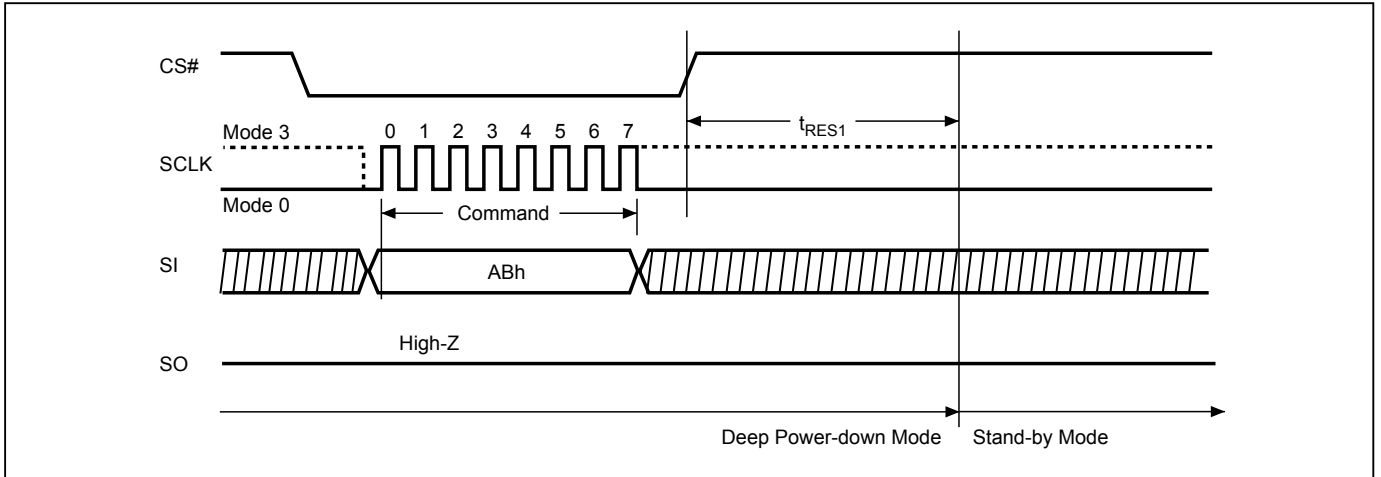 CS#
tRES1
Mode 3
0 1 2 3 4 5 6 7
SCLK
Mode 0
Command
SI
ABh
High-Z
SO
Deep Power-down Mode
Stand-by Mode